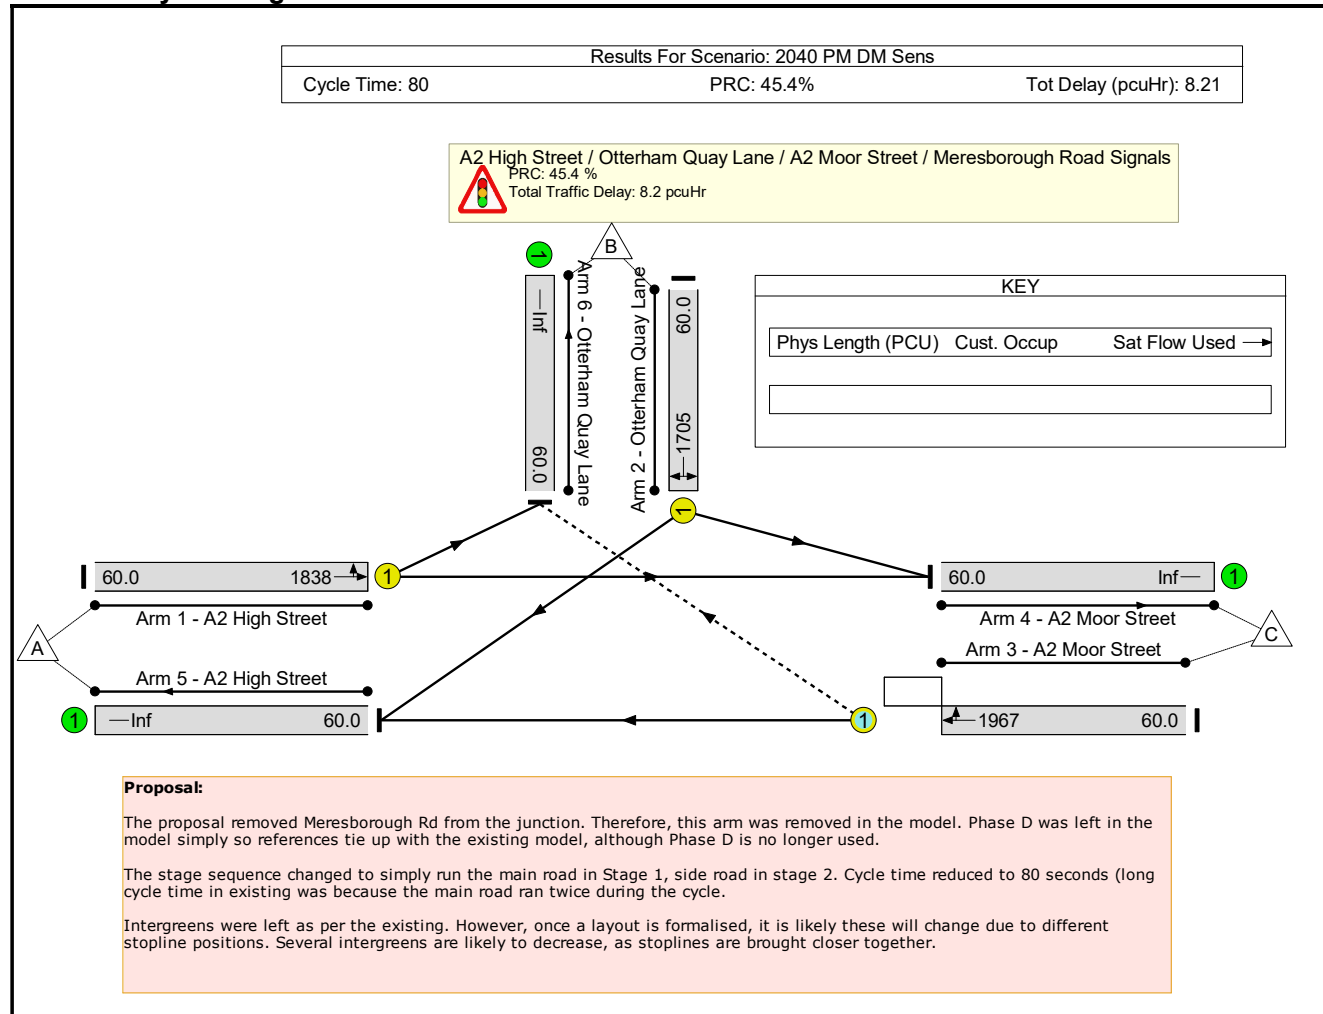 Results For Scenario: 2040 PM DM Sens
Cycle Time: 80 PRC: 45.4% Tot Delay (pcuHr): 8.21
A2 High Street / Otterham Quay Lane / A2 Moor Street / Meresborough Road Signals
PRC: 45.4 %
Total Traffic Delay: 8.2 pcuHr
B
1
Inf
60.0
Arm 6 - Otterham Quay Lane
Arm 2 - Otterham Quay Lane
60.0
1705
1
KEY
Phys Length (PCU) Cust. Occup Sat Flow Used
60.0 1838
1
Arm 1 - A2 High Street
A
Arm 5 - A2 High Street
1
Inf 60.0
60.0 Inf
1
Arm 4 - A2 Moor Street
C
Arm 3 - A2 Moor Street
1
1967 60.0
Proposal:
The proposal removed Meresborough Rd from the junction. Therefore, this arm was removed in the model. Phase D was left in the
model simply so references tie up with the existing model, although Phase D is no longer used.
The stage sequence changed to simply run the main road in Stage 1, side road in stage 2. Cycle time reduced to 80 seconds (long
cycle time in existing was because the main road ran twice during the cycle.
Intergreens were left as per the existing. However, once a layout is formalised, it is likely these will change due to different
stopline positions. Several intergreens are likely to decrease, as stoplines are brought closer together.